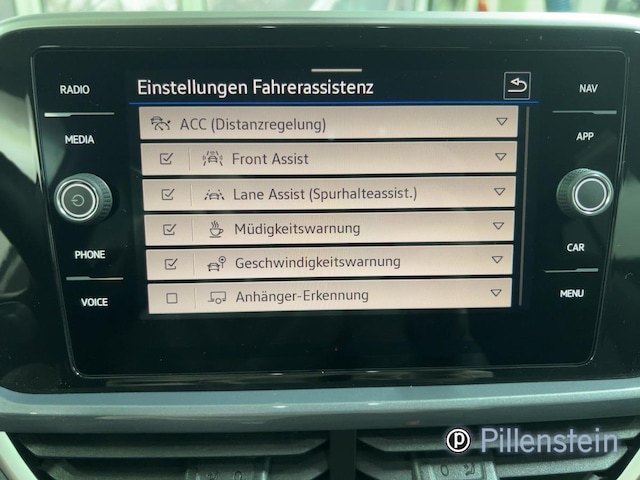 Einstellungen Fahrerassistenz
RADIO
MEDIA
PHONE
VOICE
ACC (Distanzregelung)
Front Assist
Lane Assist (Spurhalteassist.)
Müdigkeitswarnung
Geschwindigkeitswarnung
Anhänger-Erkennung
NAV
APP
CAR
MENU
P Pillenstein